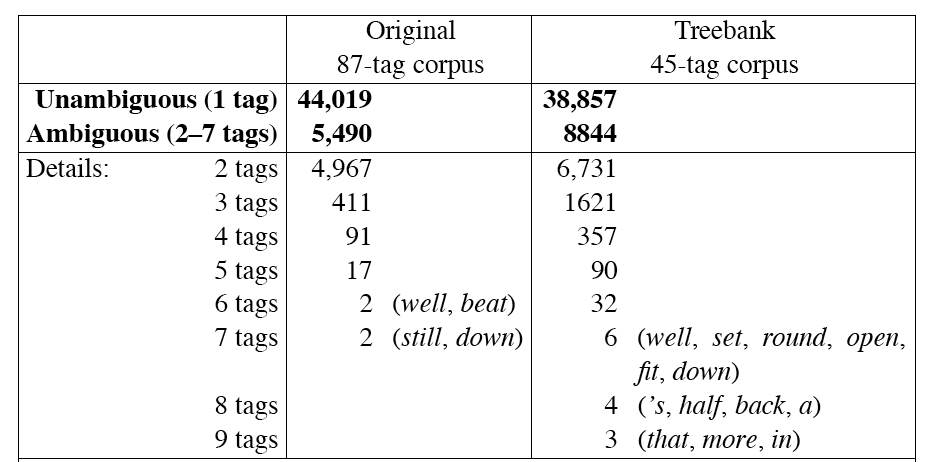 Original Treebank
87-tag corpus 45-tag corpus
Unambiguous (1 tag) 44,019 38,857
Ambiguous (2–7 tags) 5,490 8844
Details: 2 tags 4,967 6,731
3 tags 411 1621
4 tags 91 357
5 tags 17 90
6 tags 2 (well, beat) 32
7 tags 2 (still, down) 6 (well, set, round, open,
fit, down)
8 tags 4 (’s, half, back, a)
9 tags 3 (that, more, in)